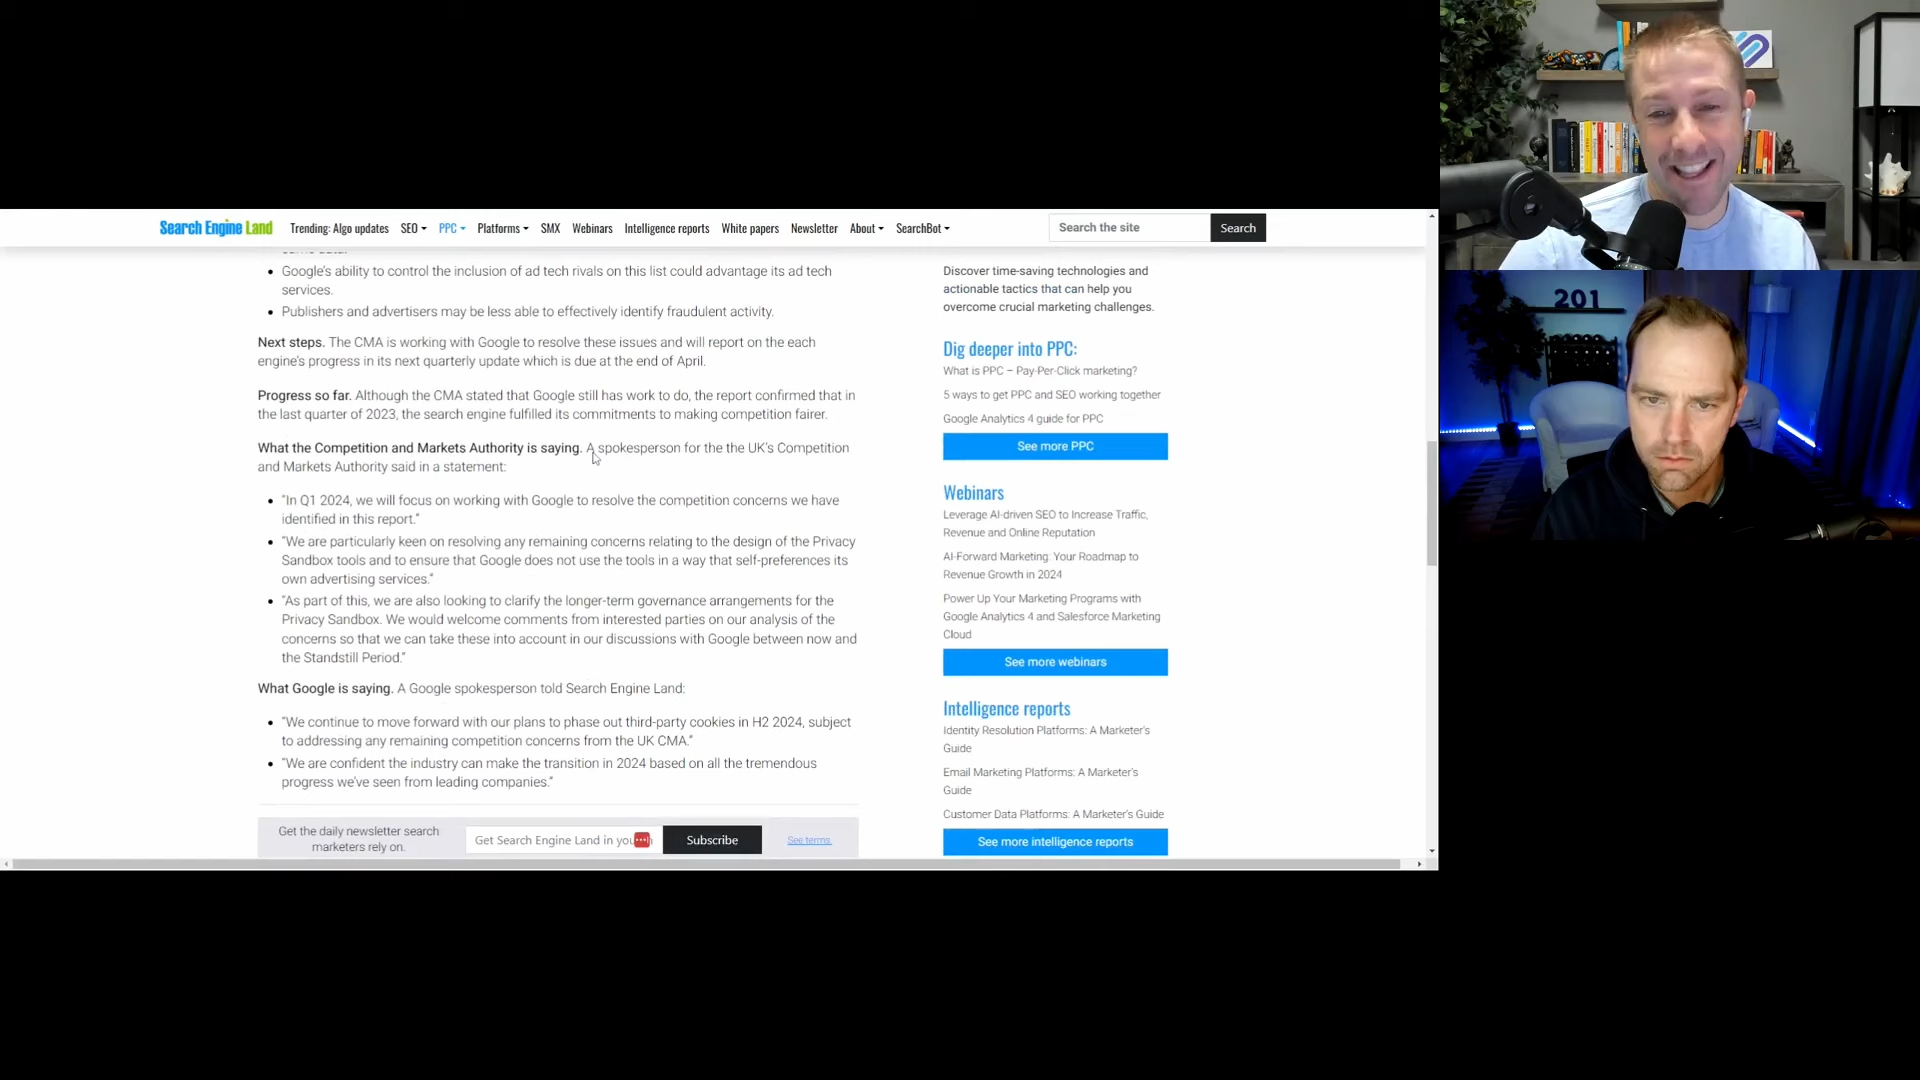 Search Engine Land
Trending: Algo updates SEO PPC Platforms SMX Webinars Intelligence reports White papers Newsletter About SearchBot
Search the site Search
Google's ability to control the inclusion of ad tech rivals on this list could advantage its ad tech
services.
Publishers and advertisers may be less able to effectively identify fraudulent activity.
Next steps. The CMA is working with Google to resolve these issues and will report on the each
engine's progress in its next quarterly update which is due at the end of April.
Progress so far. Although the CMA stated that Google still has work to do, the report confirmed that in
the last quarter of 2023, the search engine fulfilled its commitments to making competition fairer.
What the Competition and Markets Authority is saying. A spokesperson for the the UK's Competition
and Markets Authority said in a statement:
"In Q1 2024, we will focus on working with Google to resolve the competition concerns we have
identified in this report."
"We are particularly keen on resolving any remaining concerns relating to the design of the Privacy
Sandbox tools and to ensure that Google does not use the tools in a way that self-preferences its
own advertising services."
"As part of this, we are also looking to clarify the longer-term governance arrangements for the
Privacy Sandbox. We would welcome comments from interested parties on our analysis of the
concerns so that we can take these into account in our discussions with Google between now and
the Standstill Period."
What Google is saying. A Google spokesperson told Search Engine Land:
"We continue to move forward with our plans to phase out third-party cookies in H2 2024, subject
to addressing any remaining competition concerns from the UK CMA."
"We are confident the industry can make the transition in 2024 based on all the tremendous
progress we've seen from leading companies."
Get the daily newsletter search
marketers rely on.
Get Search Engine Land in you
Subscribe
See terms.
Discover time-saving technologies and
actionable tactics that can help you
overcome crucial marketing challenges.
Dig deeper into PPC:
What is PPC – Pay-Per-Click marketing?
5 ways to get PPC and SEO working together
Google Analytics 4 guide for PPC
See more PPC
Webinars
Leverage AI-driven SEO to Increase Traffic,
Revenue and Online Reputation
AI-Forward Marketing: Your Roadmap to
Revenue Growth in 2024
Power Up Your Marketing Programs with
Google Analytics 4 and Salesforce Marketing
Cloud
See more webinars
Intelligence reports
Identity Resolution Platforms: A Marketer's
Guide
Email Marketing Platforms: A Marketer's
Guide
Customer Data Platforms: A Marketer's Guide
See more intelligence reports
201